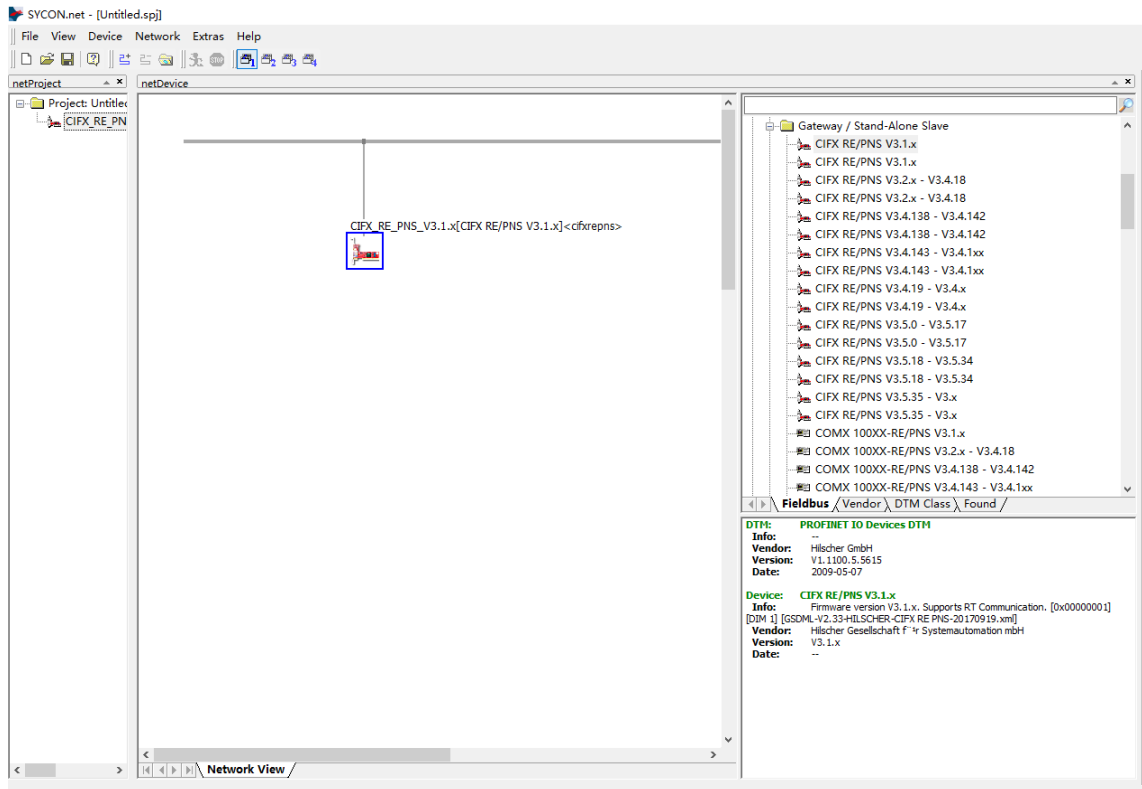 SYCON.net - [Untitled.spj]
File View Device Network Extras Help
netProject
netDevice
Project: Untitled
CIFX_RE_PN
CIFX_RE_PNS_V3.1.x[CIFX RE/PNS V3.1.x]<cifxrepns>
Network View
Gateway / Stand-Alone Slave
CIFX RE/PNS V3.1.x
CIFX RE/PNS V3.1.x
CIFX RE/PNS V3.2.x - V3.4.18
CIFX RE/PNS V3.2.x - V3.4.18
CIFX RE/PNS V3.4.138 - V3.4.142
CIFX RE/PNS V3.4.138 - V3.4.142
CIFX RE/PNS V3.4.143 - V3.4.1xx
CIFX RE/PNS V3.4.143 - V3.4.1xx
CIFX RE/PNS V3.4.19 - V3.4.x
CIFX RE/PNS V3.4.19 - V3.4.x
CIFX RE/PNS V3.5.0 - V3.5.17
CIFX RE/PNS V3.5.0 - V3.5.17
CIFX RE/PNS V3.5.18 - V3.5.34
CIFX RE/PNS V3.5.18 - V3.5.34
CIFX RE/PNS V3.5.35 - V3.x
CIFX RE/PNS V3.5.35 - V3.x
COMX 100XX-RE/PNS V3.1.x
COMX 100XX-RE/PNS V3.2.x - V3.4.18
COMX 100XX-RE/PNS V3.4.138 - V3.4.142
COMX 100XX-RE/PNS V3.4.143 - V3.4.1xx
Fieldbus Vendor DTM Class Found
DTM: PROFINET IO Devices DTM
Info: --
Vendor: Hilscher GmbH
Version: V1.1100.5.5615
Date: 2009-05-07
Device: CIFX RE/PNS V3.1.x
Info: Firmware version V3.1.x. Supports RT Communication. [0x00000001]
[DIM 1] [GSDML-V2.33-HILSCHER-CIFX RE PNS-20170919.xml]
Vendor: Hilscher Gesellschaft f¨¹r Systemautomation mbH
Version: V3.1.x
Date: --